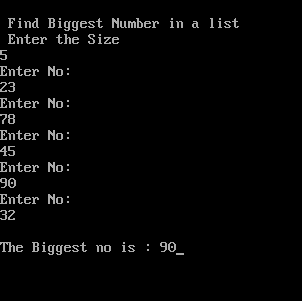 Find Biggest Number in a list
Enter the Size
5
Enter No:
23
Enter No:
78
Enter No:
45
Enter No:
90
Enter No:
32
The Biggest no is : 90_